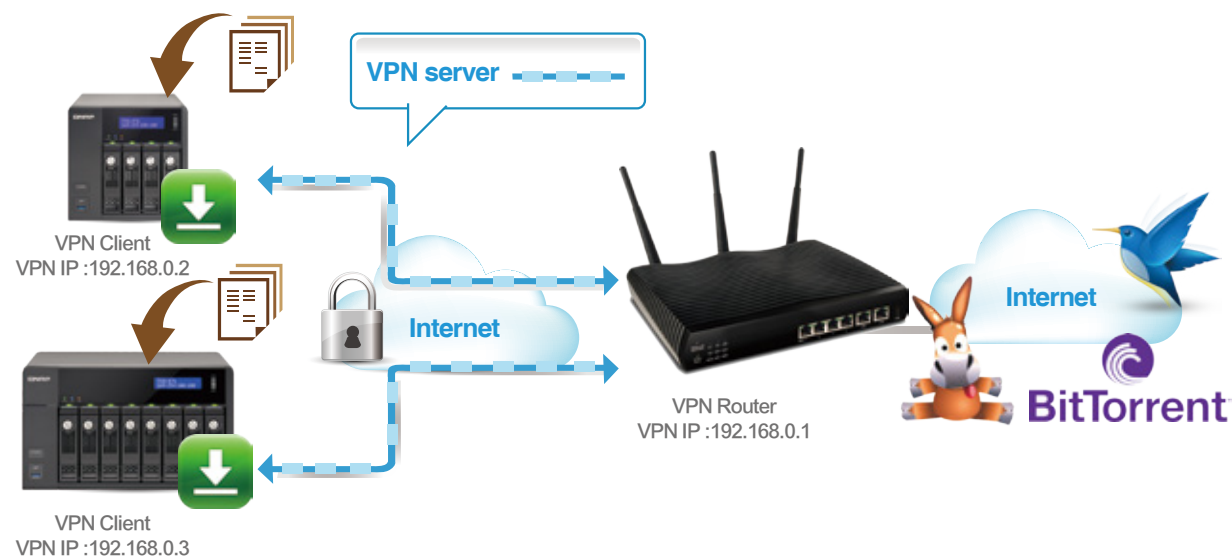 VPN server
VPN Client
VPN IP :192.168.0.2
Internet
VPN Router
VPN IP :192.168.0.1
Internet
BitTorrent
VPN Client
VPN IP :192.168.0.3